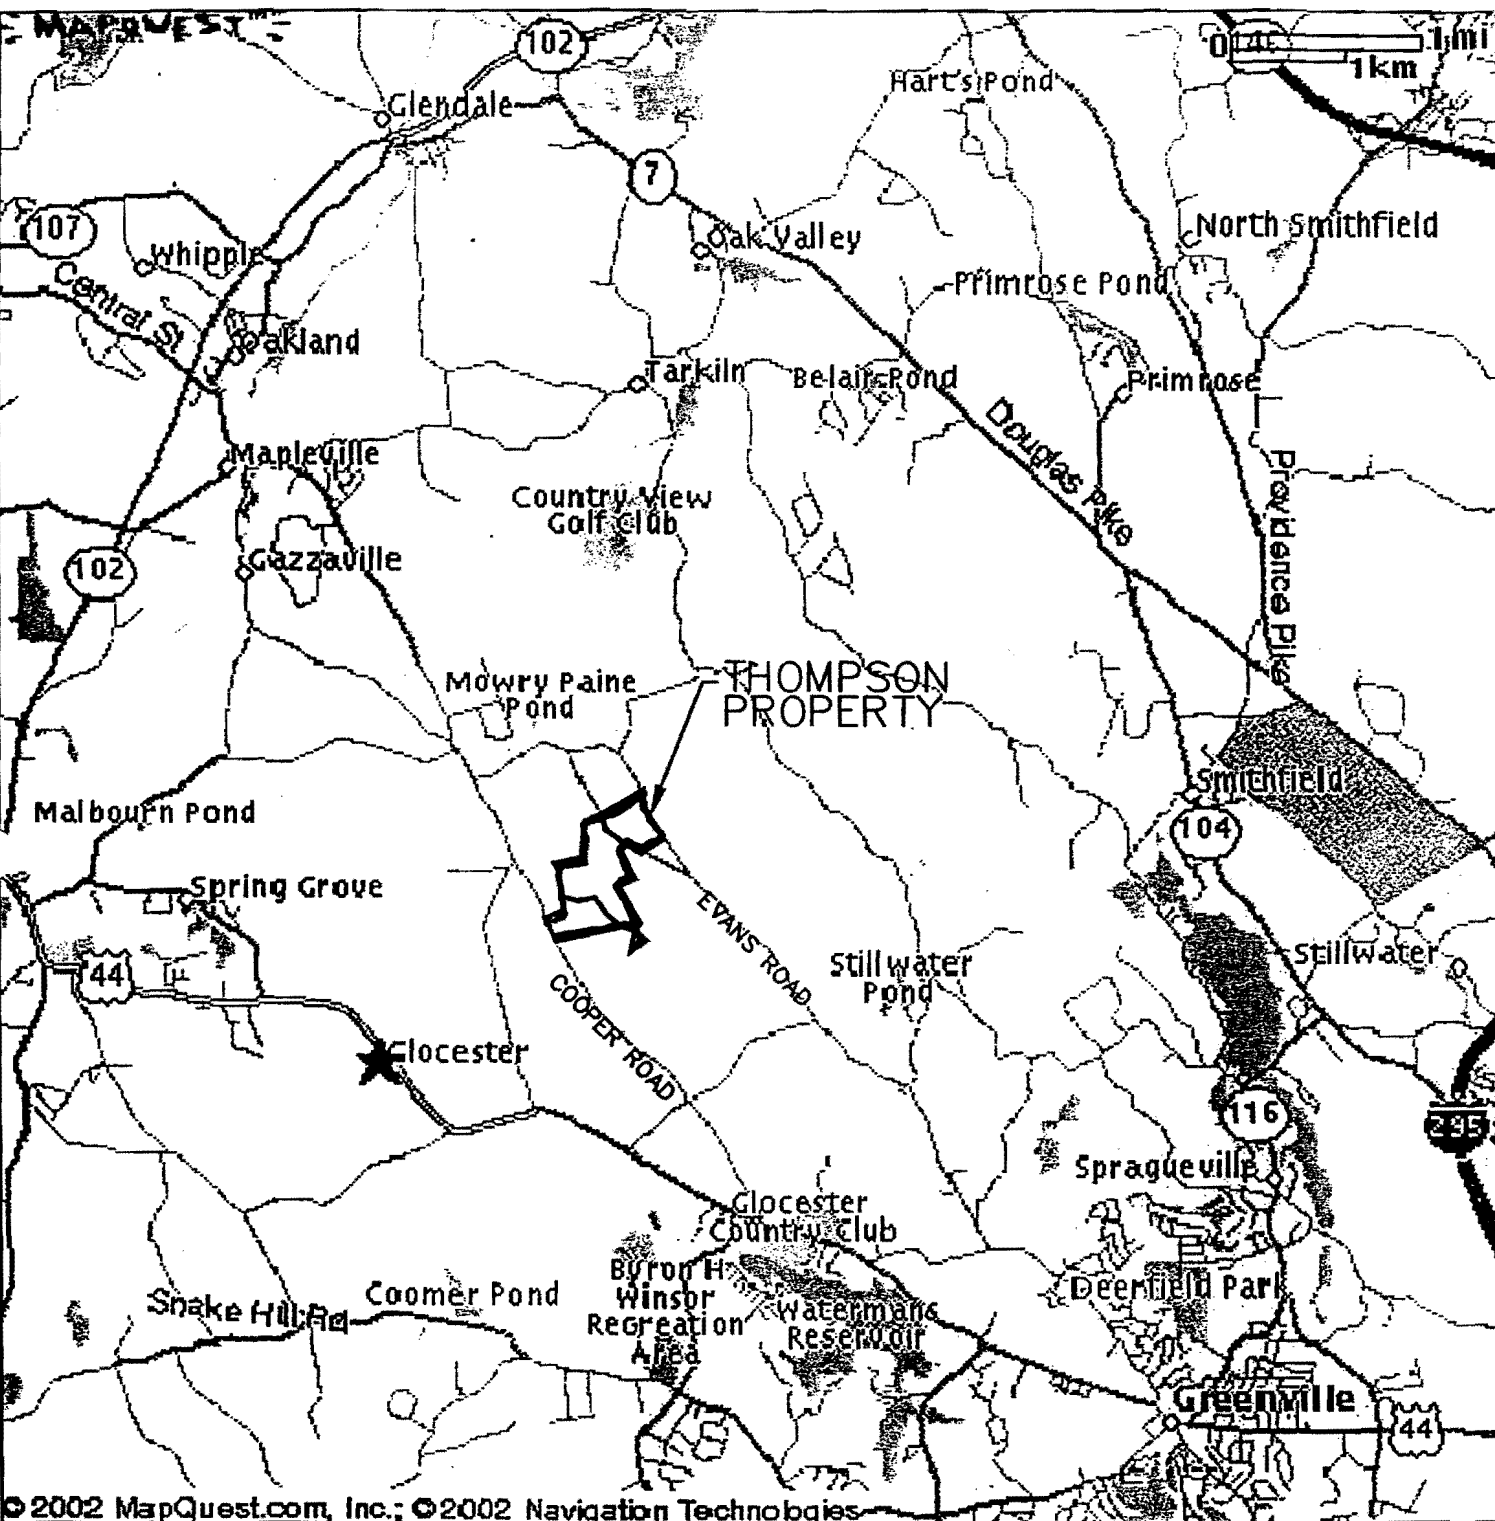 MAPQUEST
102
0 1mi
1km
Glendale
Hart's Pond
7
107
Whipple
Oak Valley
North Smithfield
Central St
Primrose Pond
Oakland
Tarkiln
Belair Pond
Primrose
Douglas Pike
Mapleville
Providence Pike
Country View
Golf Club
102
Gazzaville
Mowry Paine
Pond
THOMPSON
PROPERTY
Smithfield
Malbourn Pond
104
Spring Grove
EVANS ROAD
44
Stillwater
Pond
Stillwater
COOPER ROAD
Glocester
116
295
Spragueville
Glocester
Country Club
Byron H
Winsor
Recreation
Area
Deerfield Park
Coomer Pond
Snake Hill Rd
Watermans
Reservoir
Greenville
44
©2002 MapQuest.com, Inc.; ©2002 Navigation Technologies